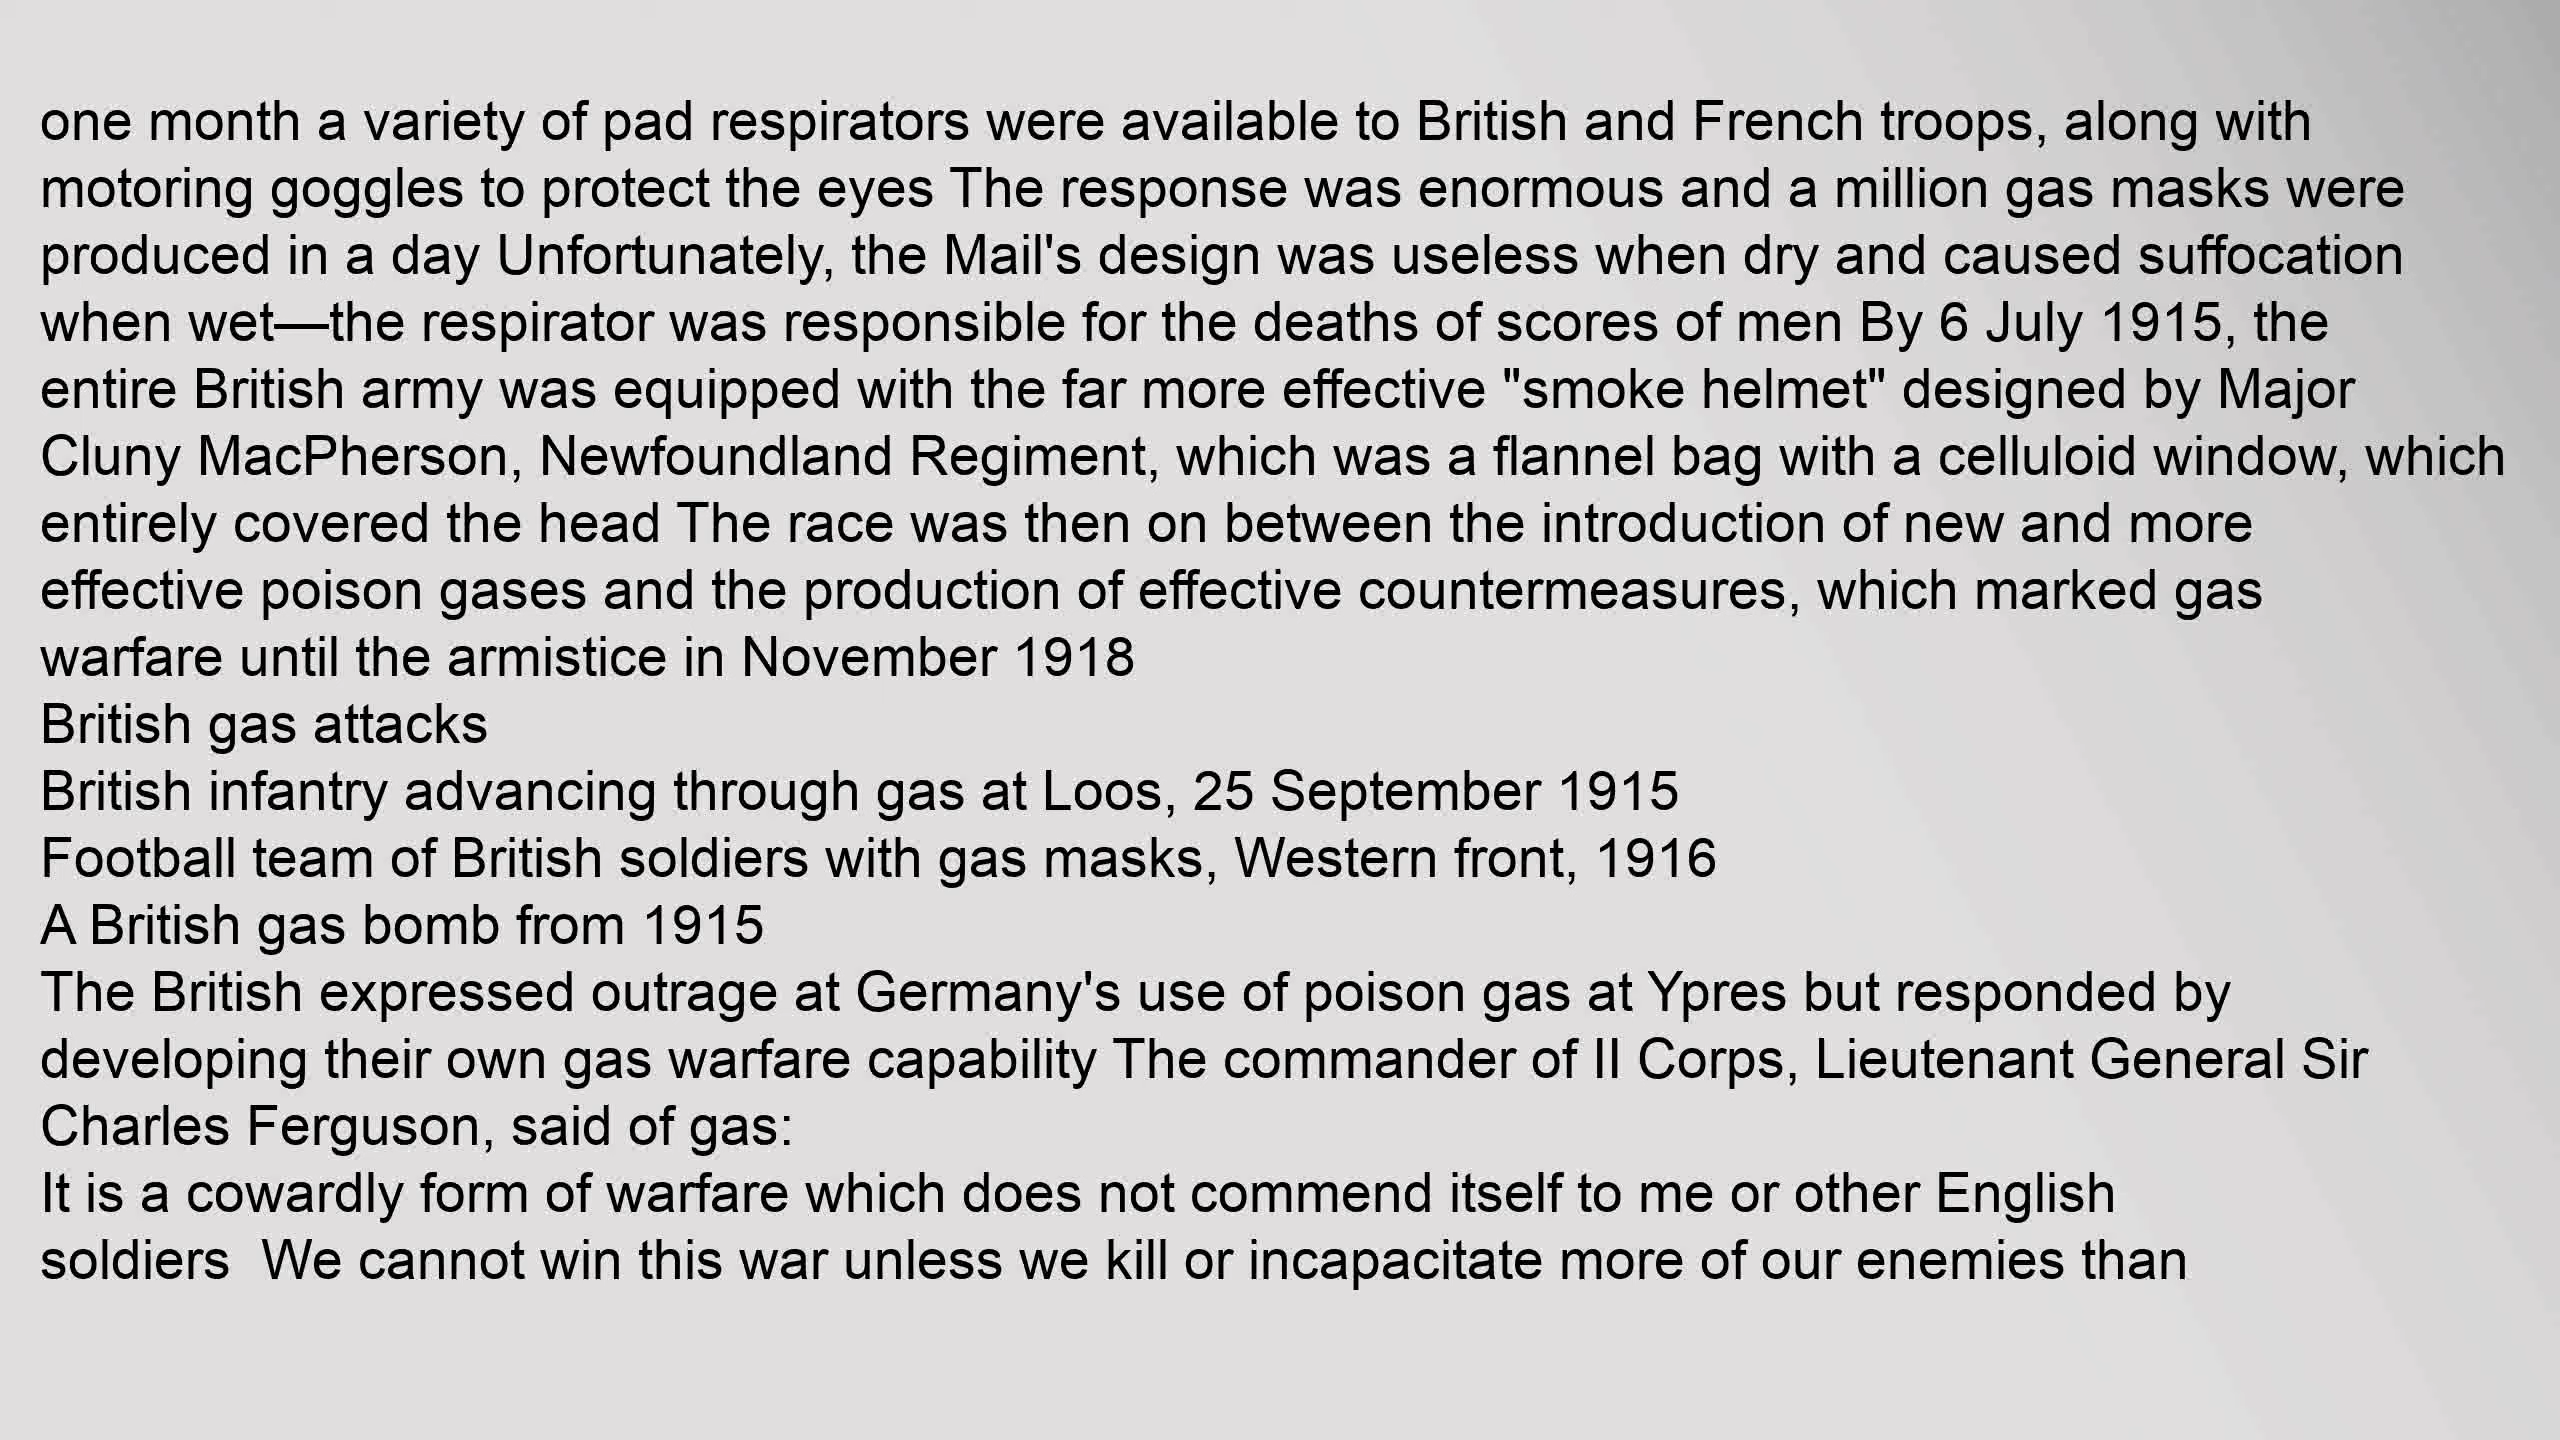 one month a variety of pad respirators were available to British and French troops, along with
motoring goggles to protect the eyes The response was enormous and a million gas masks were
produced in a day Unfortunately, the Mail's design was useless when dry and caused suffocation
when wet—the respirator was responsible for the deaths of scores of men By 6 July 1915, the
entire British army was equipped with the far more effective "smoke helmet" designed by Major
Cluny MacPherson, Newfoundland Regiment, which was a flannel bag with a celluloid window, which
entirely covered the head The race was then on between the introduction of new and more
effective poison gases and the production of effective countermeasures, which marked gas
warfare until the armistice in November 1918
British gas attacks
British infantry advancing through gas at Loos, 25 September 1915
Football team of British soldiers with gas masks, Western front, 1916
A British gas bomb from 1915
The British expressed outrage at Germany's use of poison gas at Ypres but responded by
developing their own gas warfare capability The commander of II Corps, Lieutenant General Sir
Charles Ferguson, said of gas:
It is a cowardly form of warfare which does not commend itself to me or other English
soldiers  We cannot win this war unless we kill or incapacitate more of our enemies than